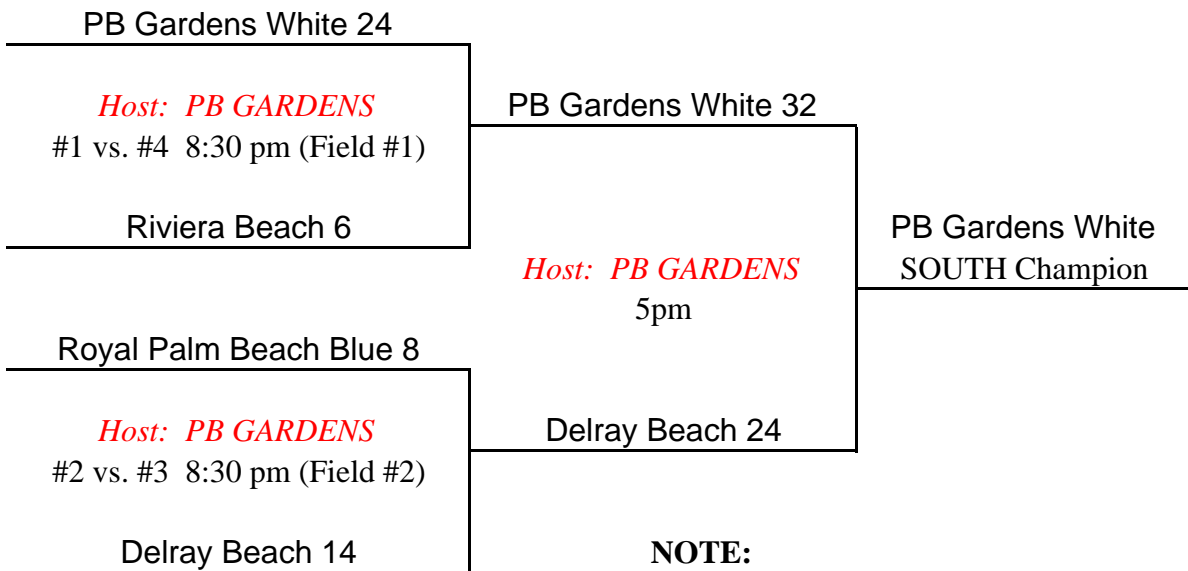 PB Gardens White 24
Host: PB GARDENS
#1 vs. #4 8:30 pm (Field #1)
Riviera Beach 6
PB Gardens White 32
Host: PB GARDENS
5pm
PB Gardens White
SOUTH Champion
Royal Palm Beach Blue 8
Host: PB GARDENS
#2 vs. #3 8:30 pm (Field #2)
Delray Beach 14
Delray Beach 24
NOTE: